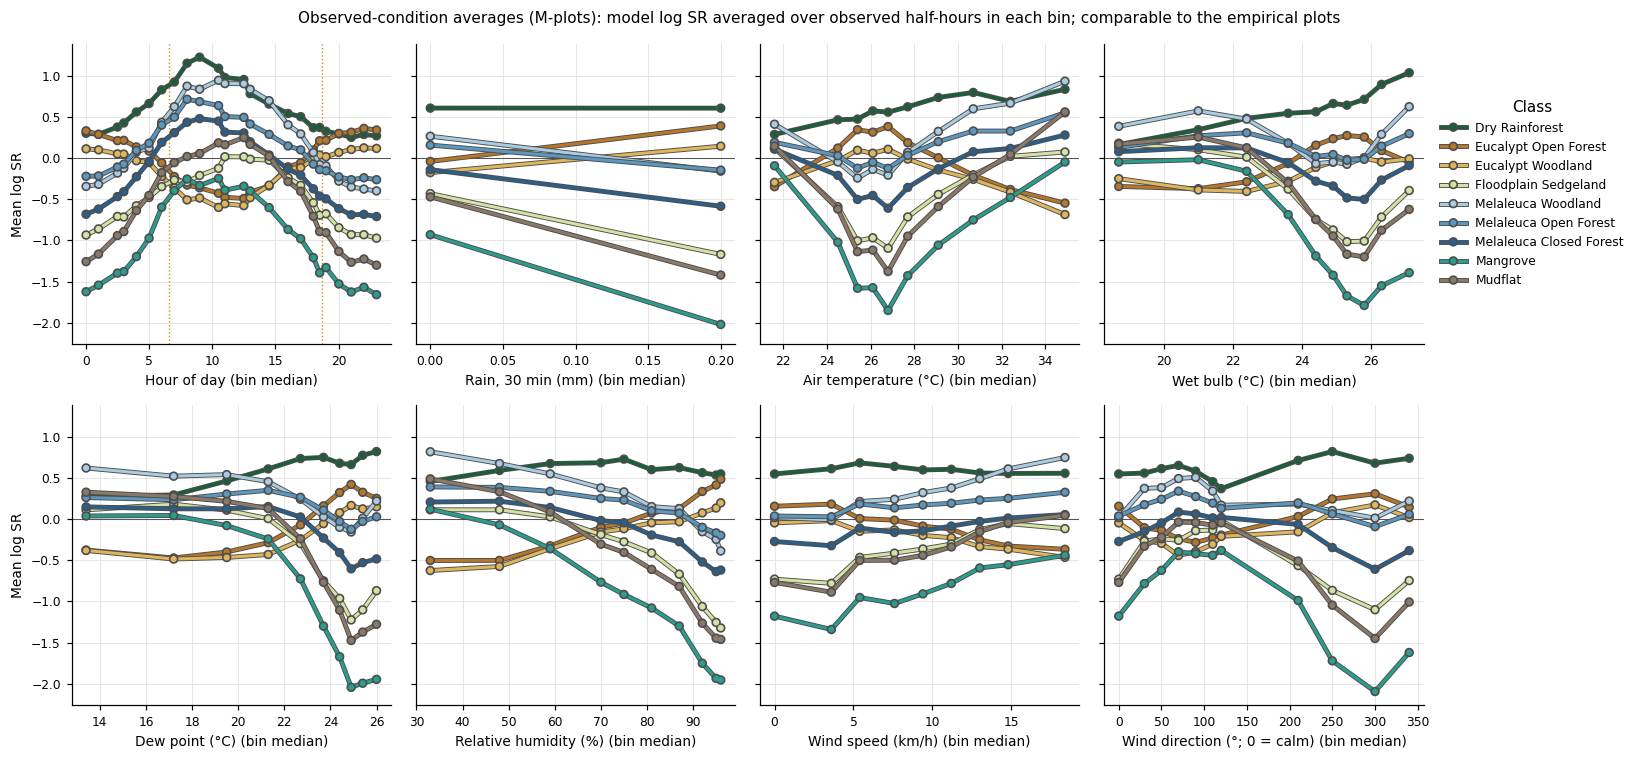 Observed-condition averages (M-plots): model log SR averaged over observed half-hours in each bin; comparable to the empirical plots
Mean log SR
1.0
0.5
0.0
−0.5
−1.0
−1.5
−2.0
0 5 10 15 20
Hour of day (bin median)
0.00 0.05 0.10 0.15 0.20
Rain, 30 min (mm) (bin median)
22 24 26 28 30 32 34
Air temperature (°C) (bin median)
20 22 24 26
Wet bulb (°C) (bin median)
Class
Dry Rainforest
Eucalypt Open Forest
Eucalypt Woodland
Floodplain Sedgeland
Melaleuca Woodland
Melaleuca Open Forest
Melaleuca Closed Forest
Mangrove
Mudflat
Mean log SR
1.0
0.5
0.0
−0.5
−1.0
−1.5
−2.0
14 16 18 20 22 24 26
Dew point (°C) (bin median)
30 40 50 60 70 80 90
Relative humidity (%) (bin median)
0 5 10 15
Wind speed (km/h) (bin median)
0 50 100 150 200 250 300 350
Wind direction (°; 0 = calm) (bin median)